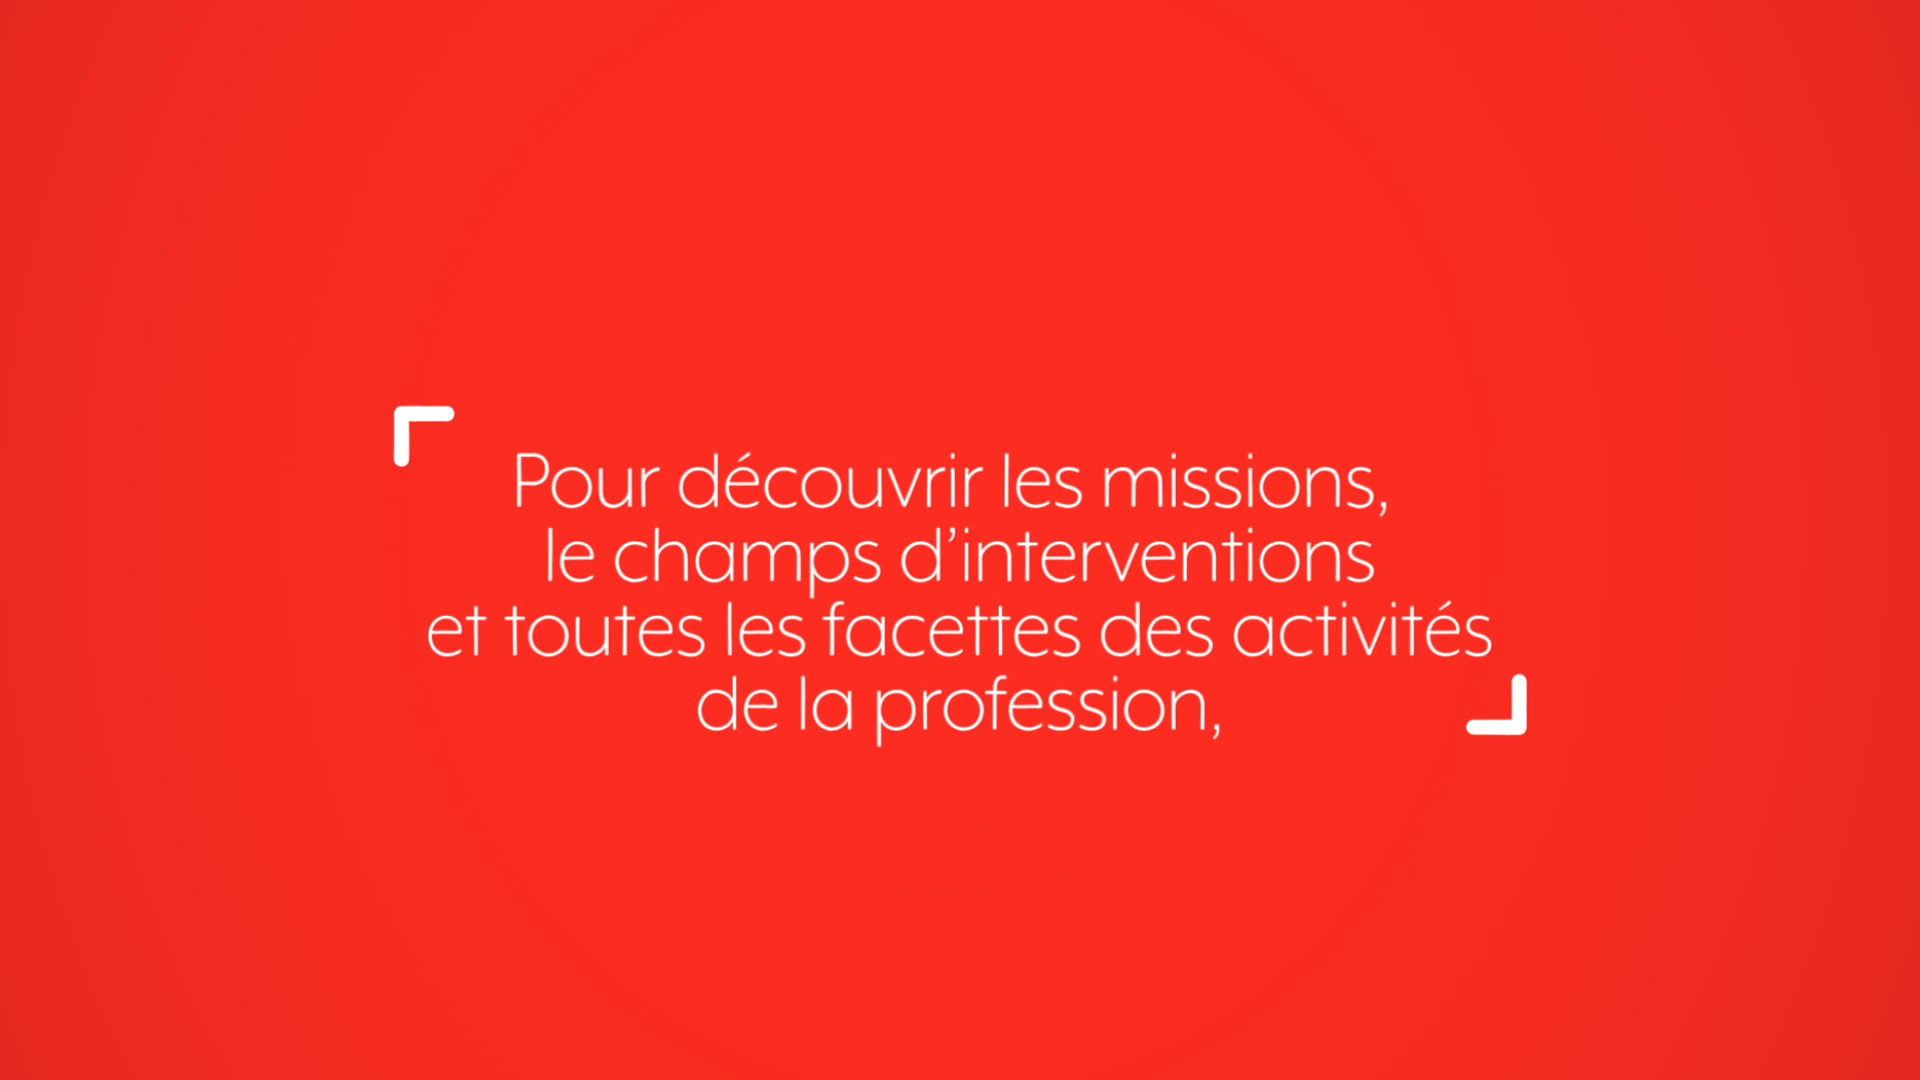 Pour découvrir les missions,
le champs d’interventions
et toutes les facettes des activités
de la profession,